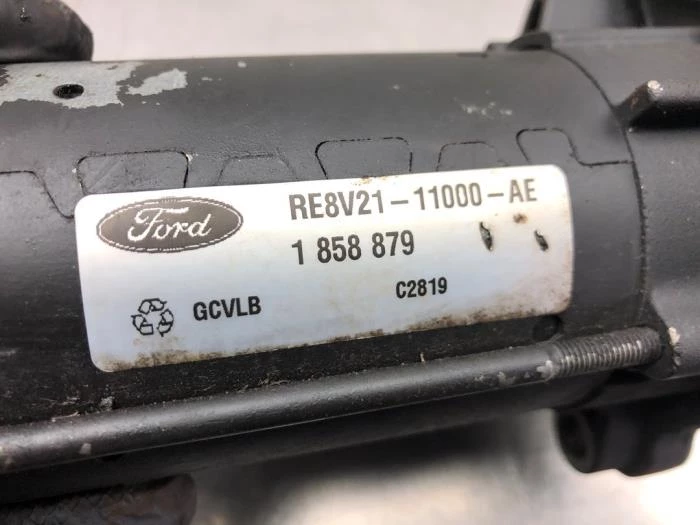 Ford
RE8V21-11000-AE
1 858 879
GCVLB
C2819